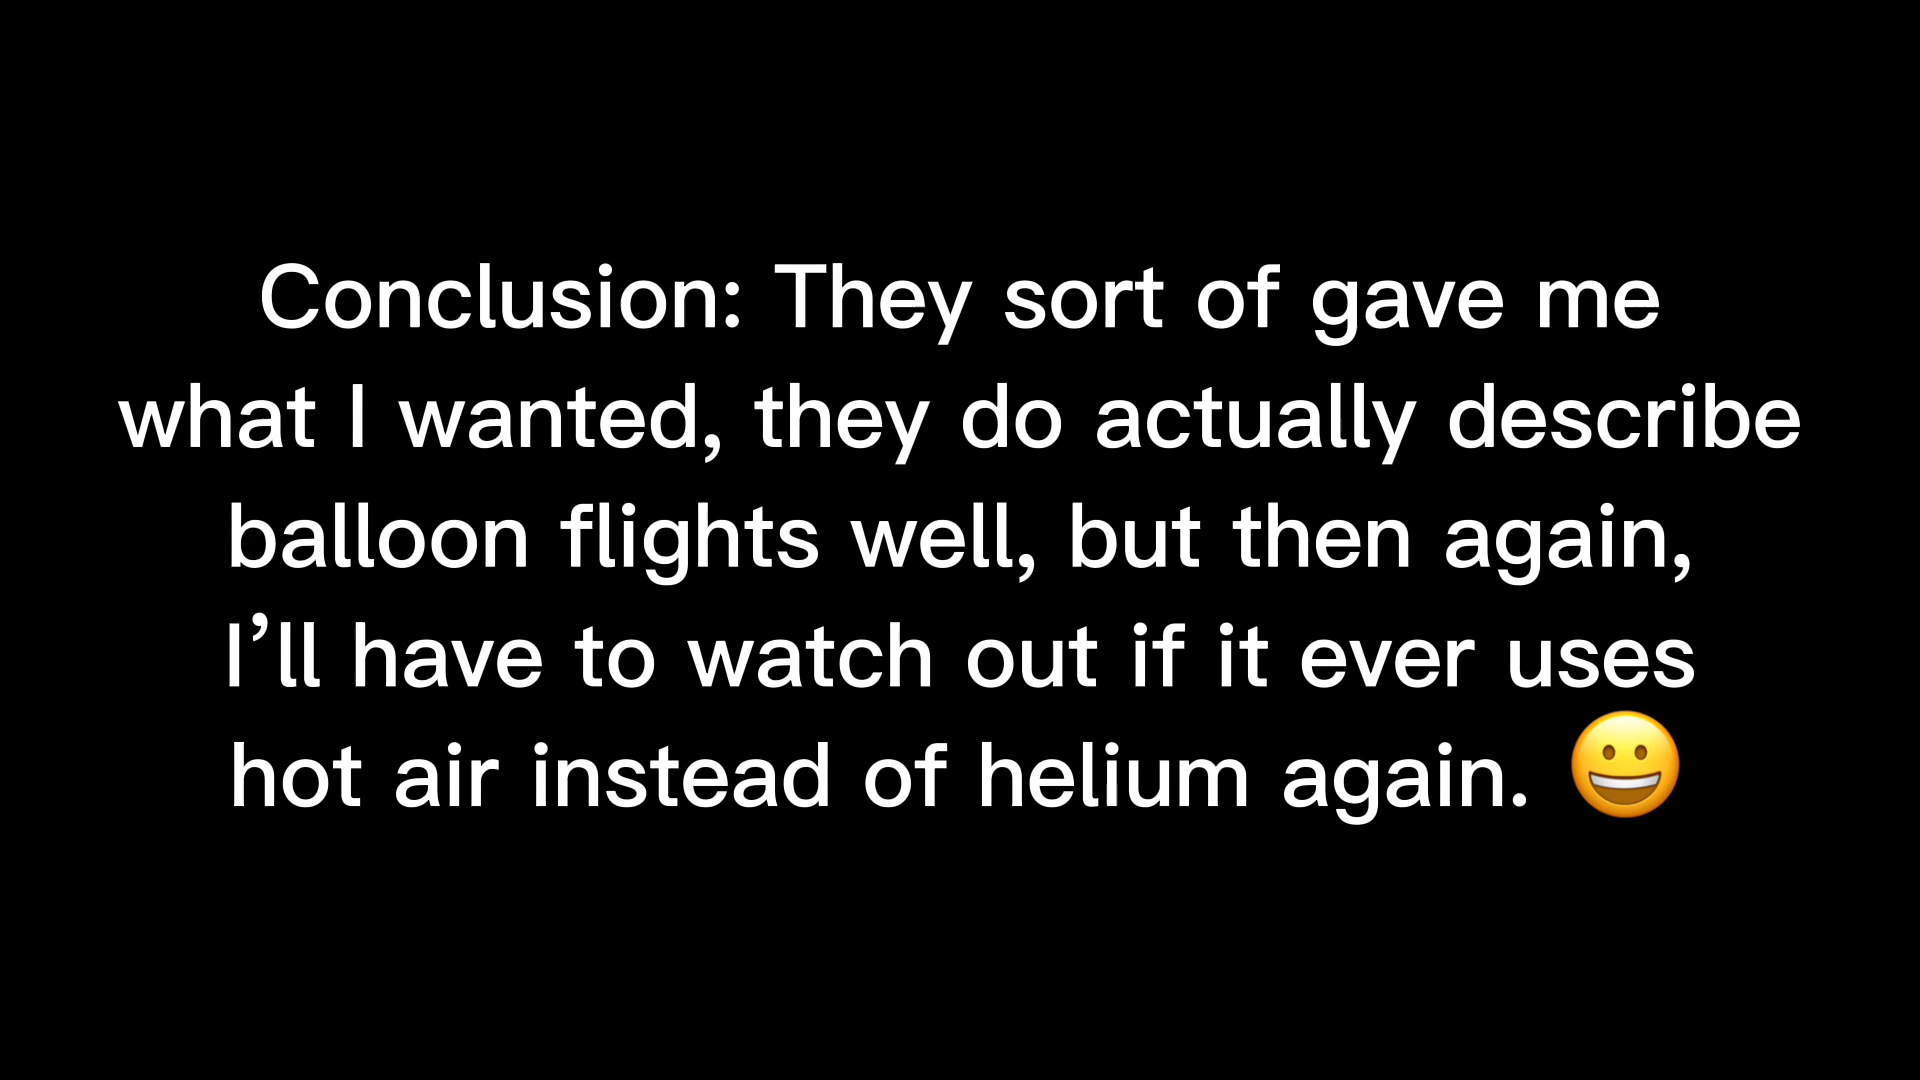 Conclusion: They sort of gave me
what I wanted, they do actually describe
balloon flights well, but then again,
I’ll have to watch out if it ever uses
hot air instead of helium again. 😀